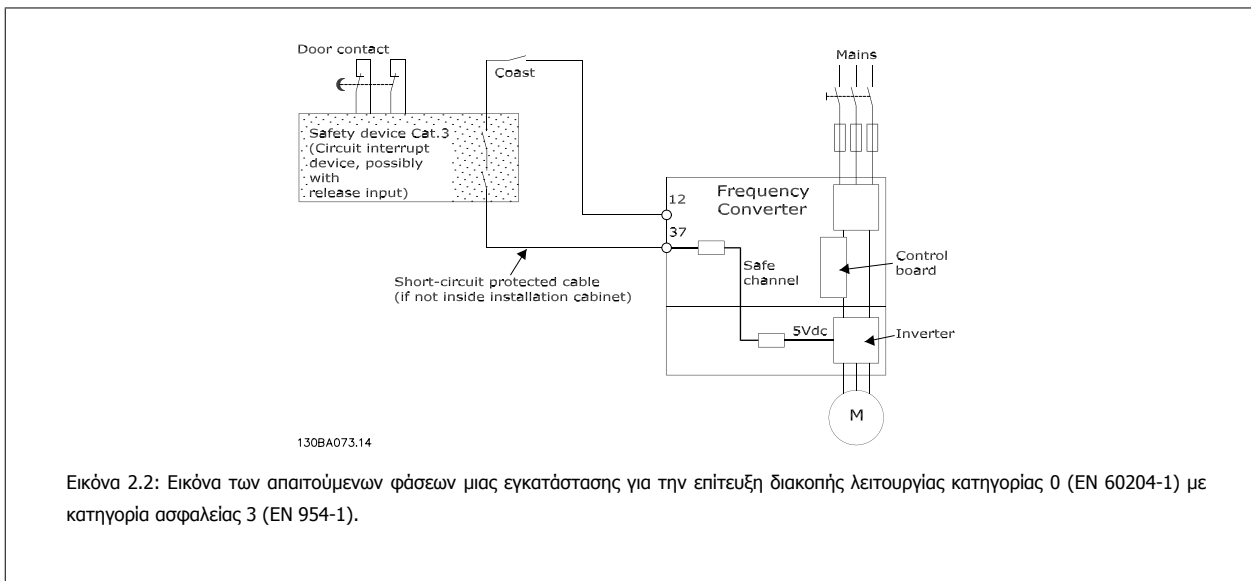 Door contact
Coast
Mains
Safety device Cat.3
(Circuit interrupt
device, possibly
with
release input)
12
Frequency
Converter
37
Safe
channel
Control
board
Short-circuit protected cable
(if not inside installation cabinet)
5Vdc
Inverter
M
130BA073.14
Εικόνα 2.2: Εικόνα των απαιτούμενων φάσεων μιας εγκατάστασης για την επίτευξη διακοπής λειτουργίας κατηγορίας 0 (EN 60204-1) με
κατηγορία ασφαλείας 3 (EN 954-1).